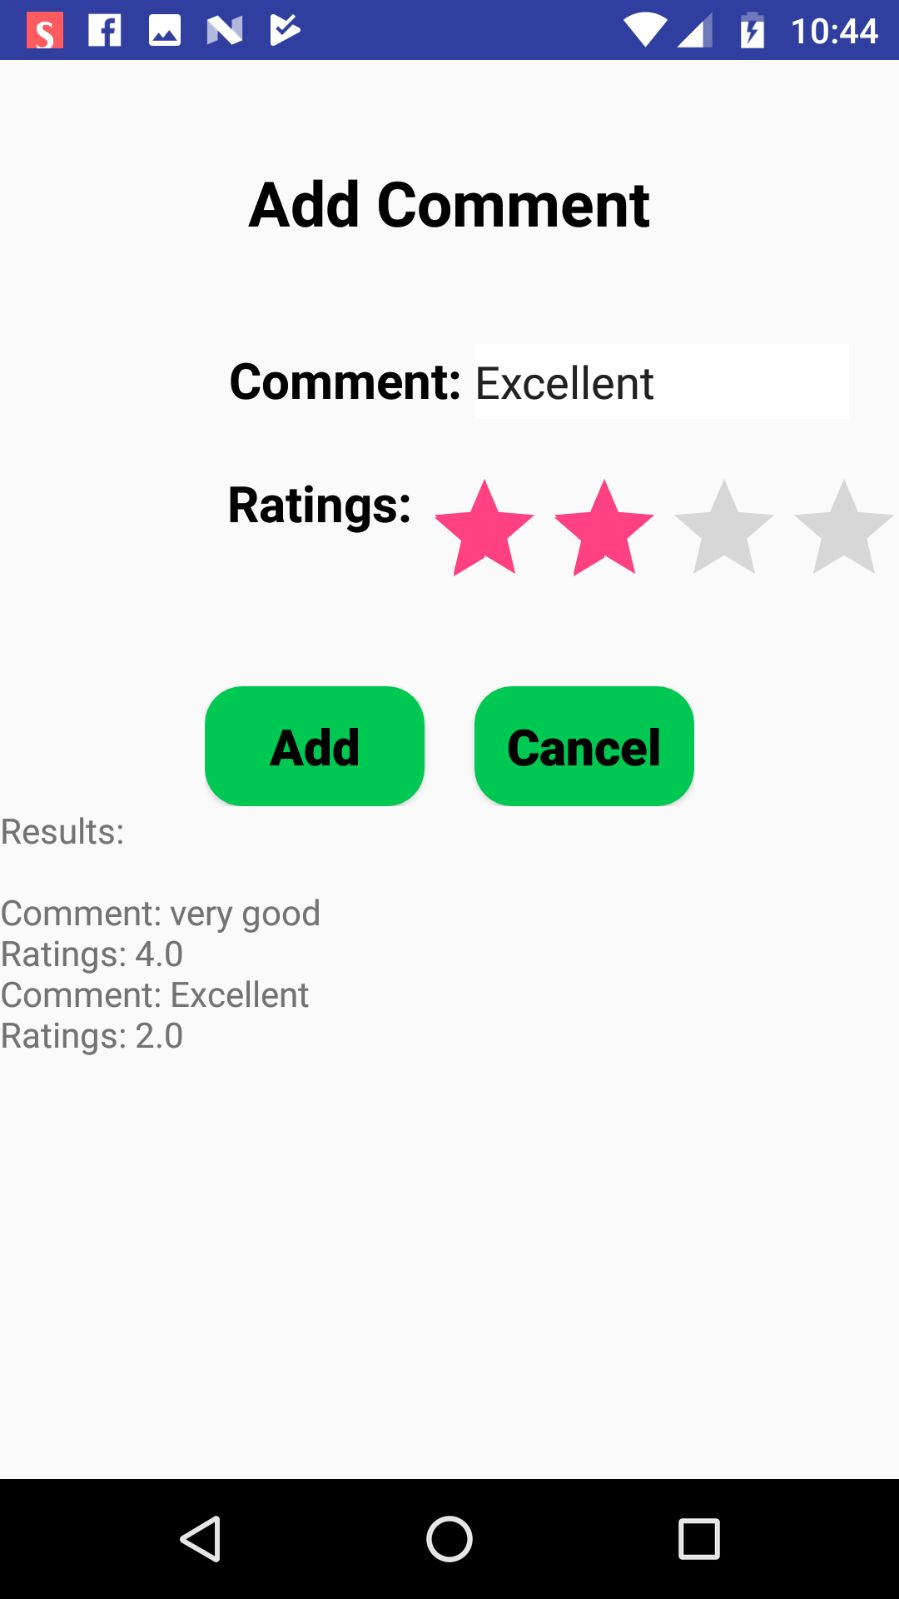 10:44
Add Comment
Comment: Excellent
Ratings:
Add Cancel
Results:
Comment: very good
Ratings: 4.0
Comment: Excellent
Ratings: 2.0